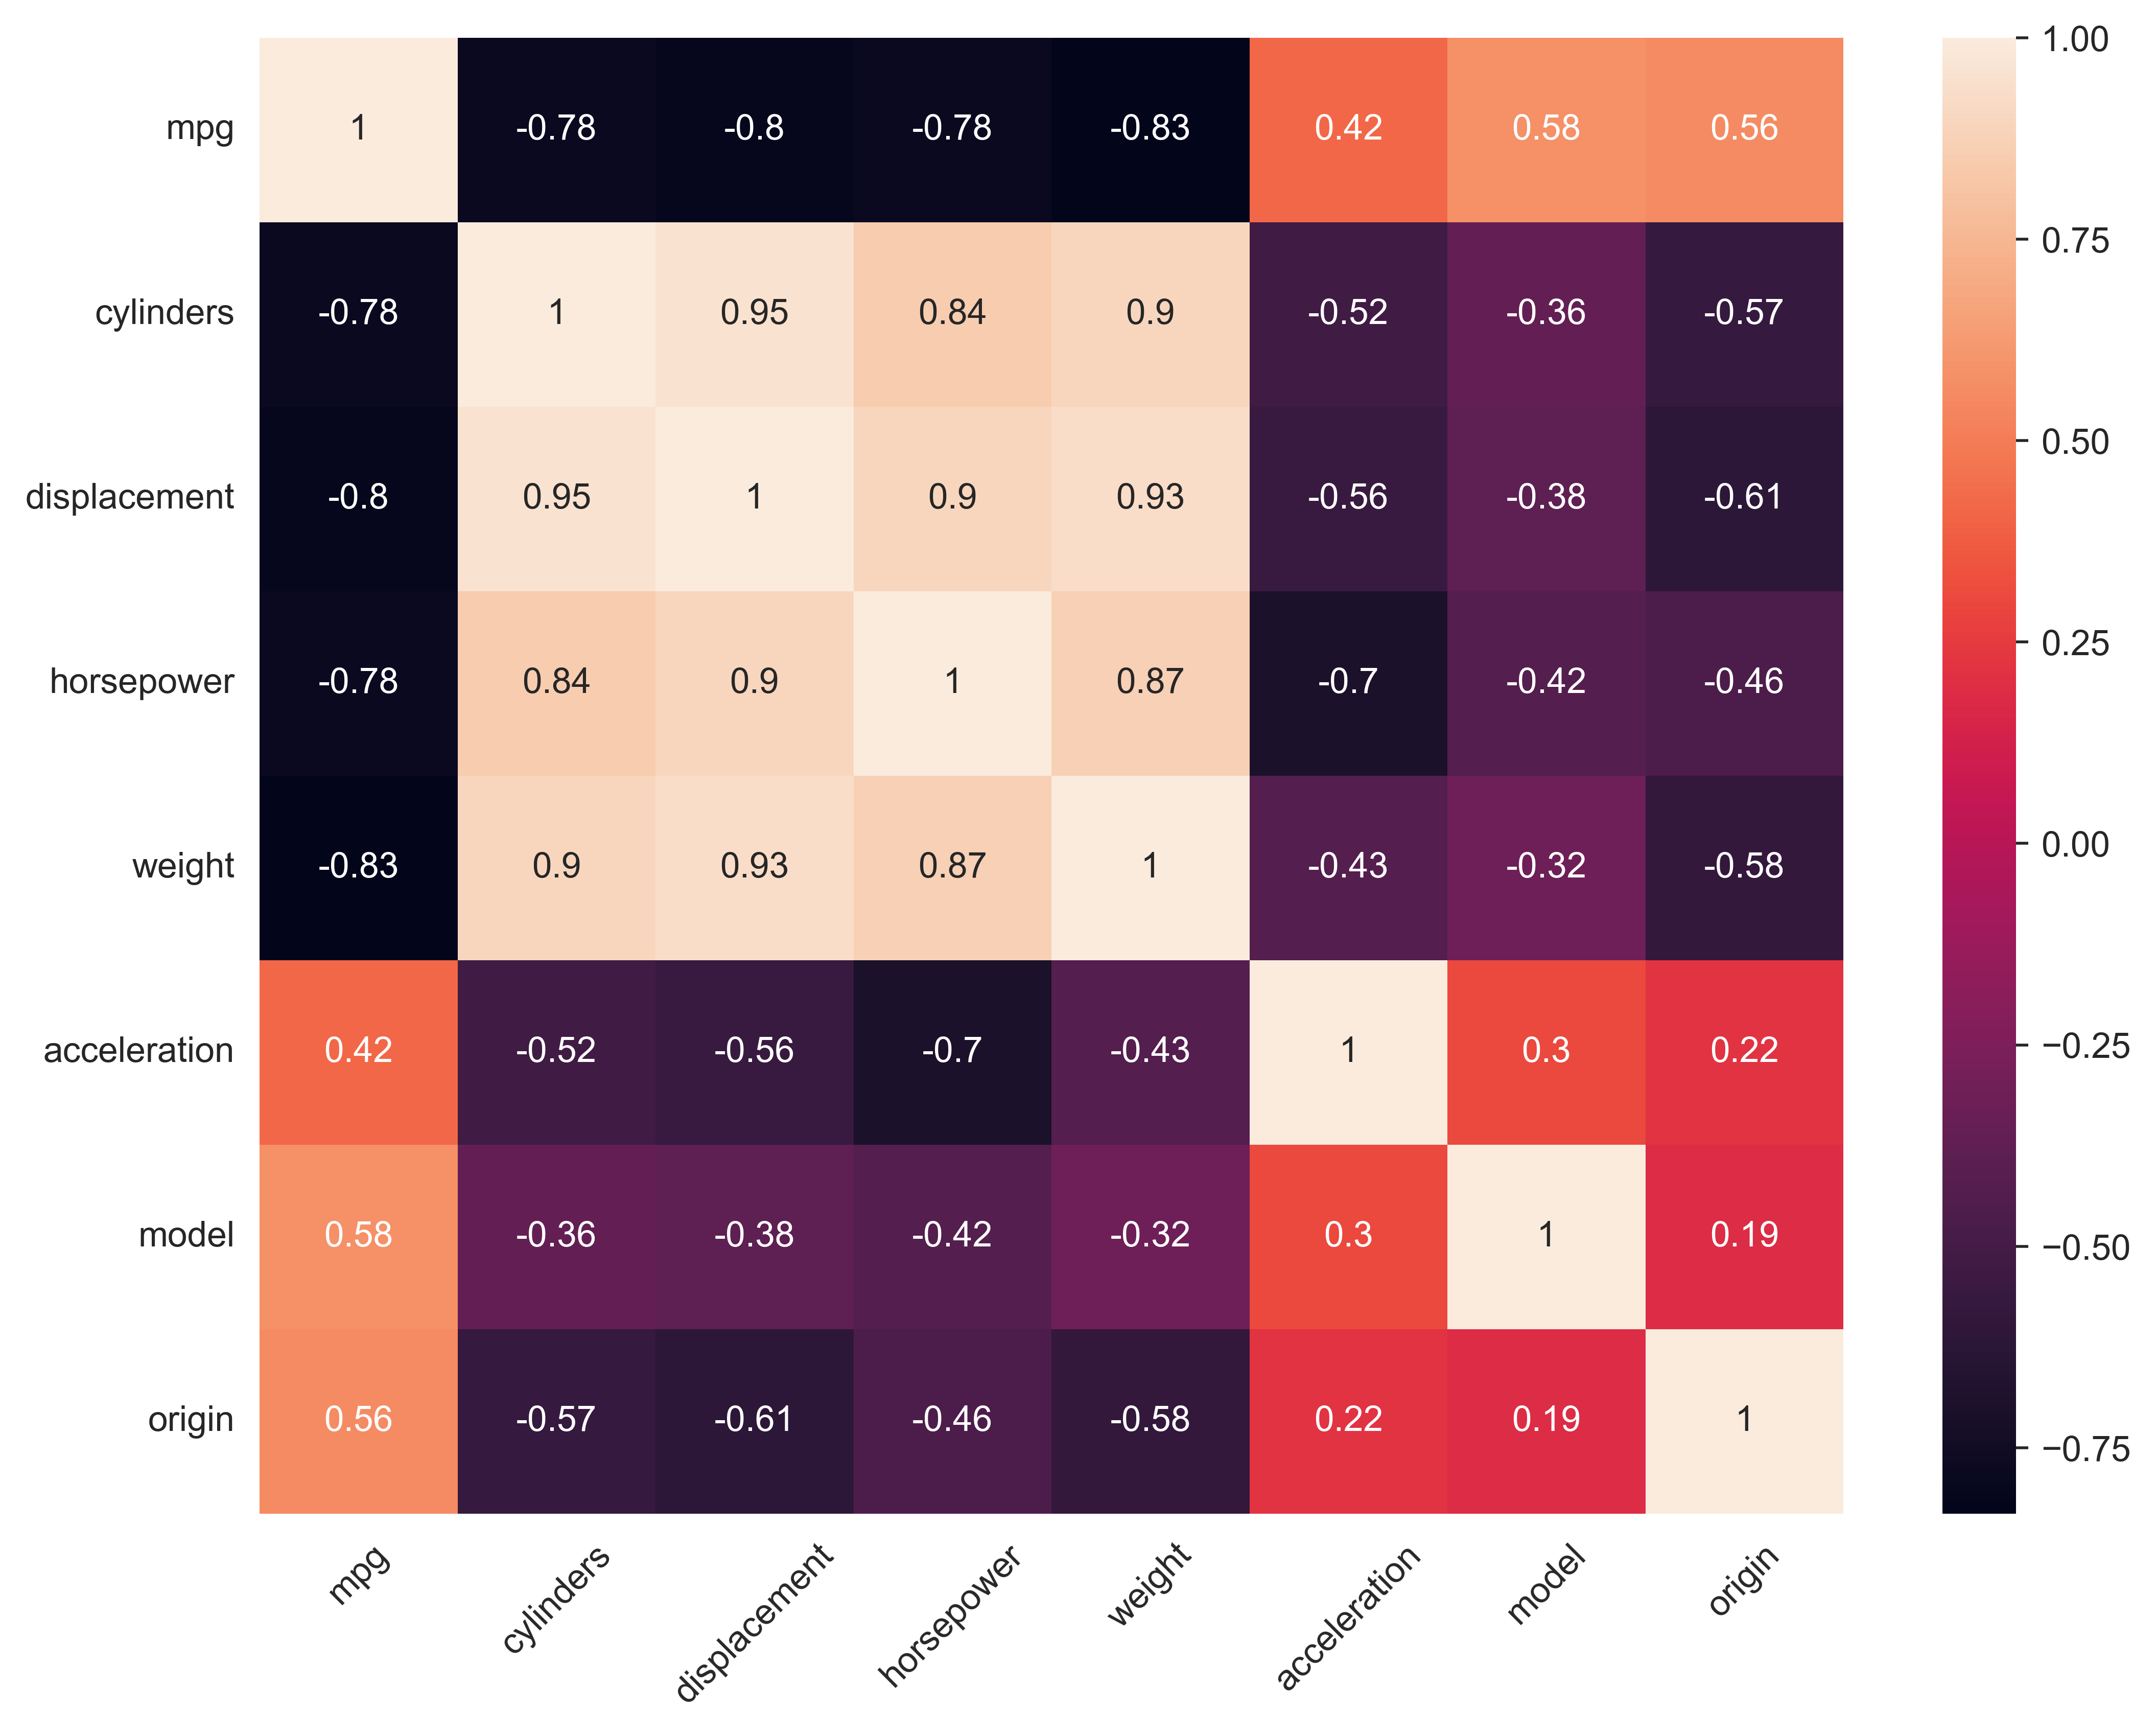 mpg 1 -0.78 -0.8 -0.78 -0.83 0.42 0.58 0.56
cylinders -0.78 1 0.95 0.84 0.9 -0.52 -0.36 -0.57
displacement -0.8 0.95 1 0.9 0.93 -0.56 -0.38 -0.61
horsepower -0.78 0.84 0.9 1 0.87 -0.7 -0.42 -0.46
weight -0.83 0.9 0.93 0.87 1 -0.43 -0.32 -0.58
acceleration 0.42 -0.52 -0.56 -0.7 -0.43 1 0.3 0.22
model 0.58 -0.36 -0.38 -0.42 -0.32 0.3 1 0.19
origin 0.56 -0.57 -0.61 -0.46 -0.58 0.22 0.19 1
mpg cylinders displacement horsepower weight acceleration model origin
1.00
0.75
0.50
0.25
0.00
−0.25
−0.50
−0.75